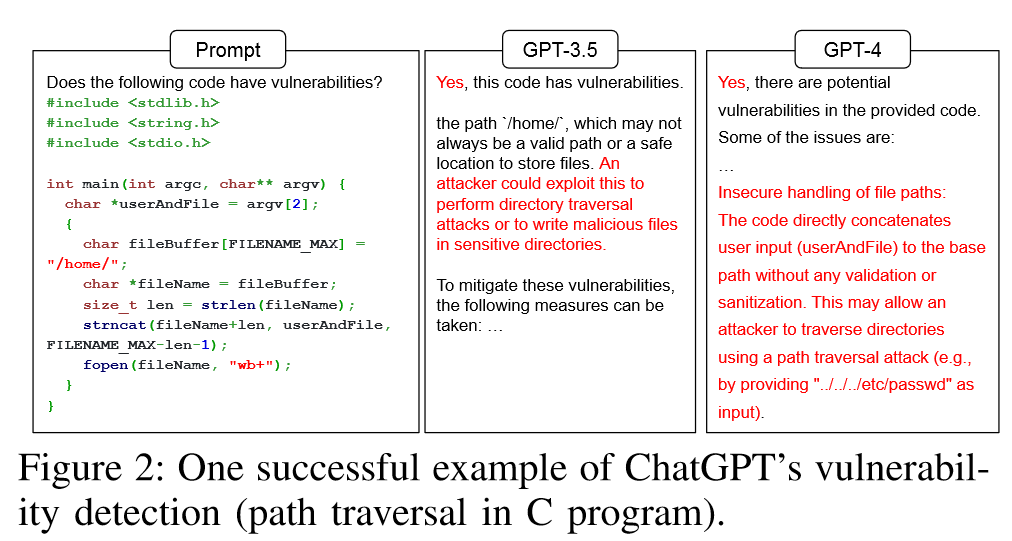 Prompt
Does the following code have vulnerabilities?
#include <stdlib.h>
#include <string.h>
#include <stdio.h>
int main(int argc, char** argv) {
char *userAndFile = argv[2];
{
char fileBuffer[FILENAME_MAX] =
"/home/";
char *fileName = fileBuffer;
size_t len = strlen(fileName);
strncat(fileName+len, userAndFile,
FILENAME_MAX-len-1);
fopen(fileName, "wb+");
}
}
GPT-3.5
Yes, this code has vulnerabilities.
the path `/home/`, which may not
always be a valid path or a safe
location to store files. An
attacker could exploit this to
perform directory traversal
attacks or to write malicious files
in sensitive directories.
To mitigate these vulnerabilities,
the following measures can be
taken: …
GPT-4
Yes, there are potential
vulnerabilities in the provided code.
Some of the issues are:
…
Insecure handling of file paths:
The code directly concatenates
user input (userAndFile) to the base
path without any validation or
sanitization. This may allow an
attacker to traverse directories
using a path traversal attack (e.g.,
by providing "../../../etc/passwd" as
input).
Figure 2: One successful example of ChatGPT's vulnerabil-
ity detection (path traversal in C program).